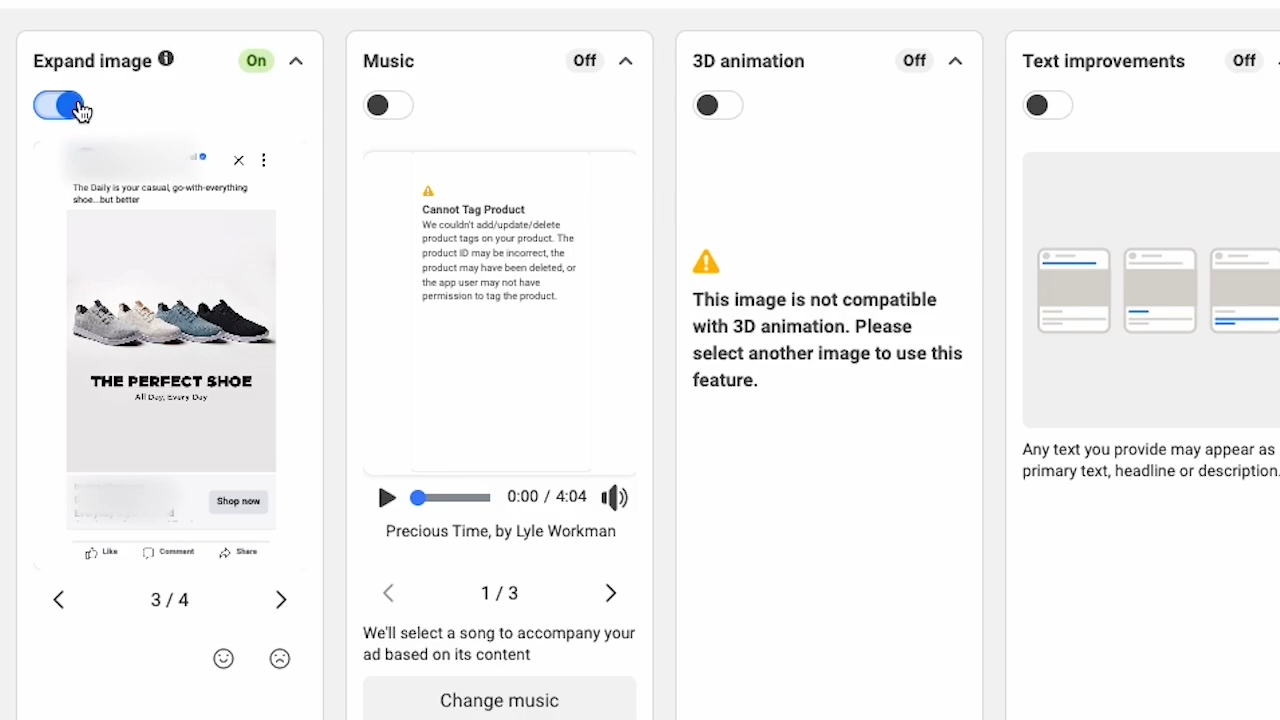 Expand image
On
The Daily is your casual, go-with-everything
shoe...but better
THE PERFECT SHOE
All Day, Every Day
Shop now
Like
Comment
Share
3 / 4
Music
Off
Cannot Tag Product
We couldn't add/update/delete
product tags on your product. The
product ID may be incorrect, the
product may have been deleted, or
the app user may not have
permission to tag the product.
0:00 / 4:04
Precious Time, by Lyle Workman
1 / 3
We'll select a song to accompany your
ad based on its content
Change music
3D animation
Off
This image is not compatible
with 3D animation. Please
select another image to use this
feature.
Text improvements
Off
Any text you provide may appear as
primary text, headline or description.